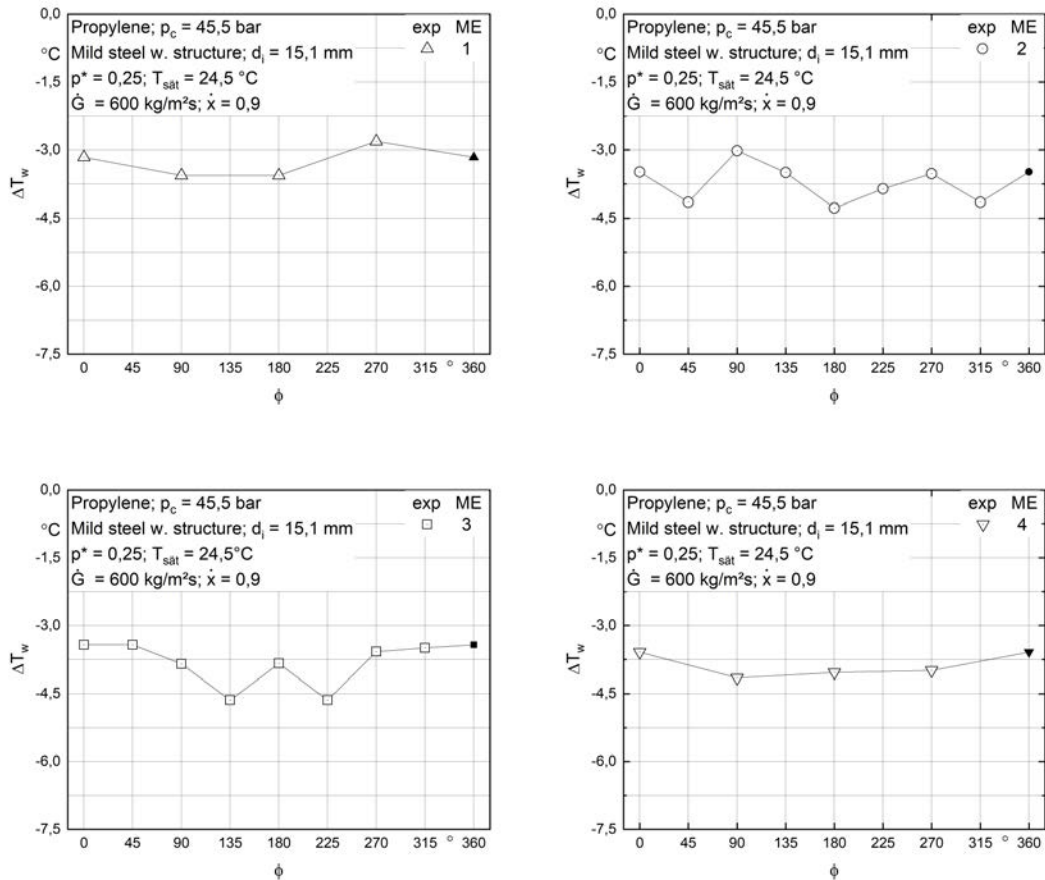 0,0
°C
-1,5
-3,0
ΔT_w
-4,5
-6,0
-7,5
Propylene; p_c = 45,5 bar
Mild steel w. structure; d_i = 15,1 mm
p* = 0,25; T_sät = 24,5 °C
Ġ = 600 kg/m²s; ẋ = 0,9
exp ME
1
0 45 90 135 180 225 270 315 ° 360
ϕ
0,0
°C
-1,5
-3,0
ΔT_w
-4,5
-6,0
-7,5
Propylene; p_c = 45,5 bar
Mild steel w. structure; d_i = 15,1 mm
p* = 0,25; T_sät = 24,5 °C
Ġ = 600 kg/m²s; ẋ = 0,9
exp ME
2
0 45 90 135 180 225 270 315 ° 360
ϕ
0,0
°C
-1,5
-3,0
ΔT_w
-4,5
-6,0
-7,5
Propylene; p_c = 45,5 bar
Mild steel w. structure; d_i = 15,1 mm
p* = 0,25; T_sät = 24,5°C
Ġ = 600 kg/m²s; ẋ = 0,9
exp ME
3
0 45 90 135 180 225 270 315 ° 360
ϕ
0,0
°C
-1,5
-3,0
ΔT_w
-4,5
-6,0
-7,5
Propylene; p_c = 45,5 bar
Mild steel w. structure; d_i = 15,1 mm
p* = 0,25; T_sät = 24,5 °C
Ġ = 600 kg/m²s; ẋ = 0,9
exp ME
4
0 45 90 135 180 225 270 315 ° 360
ϕ